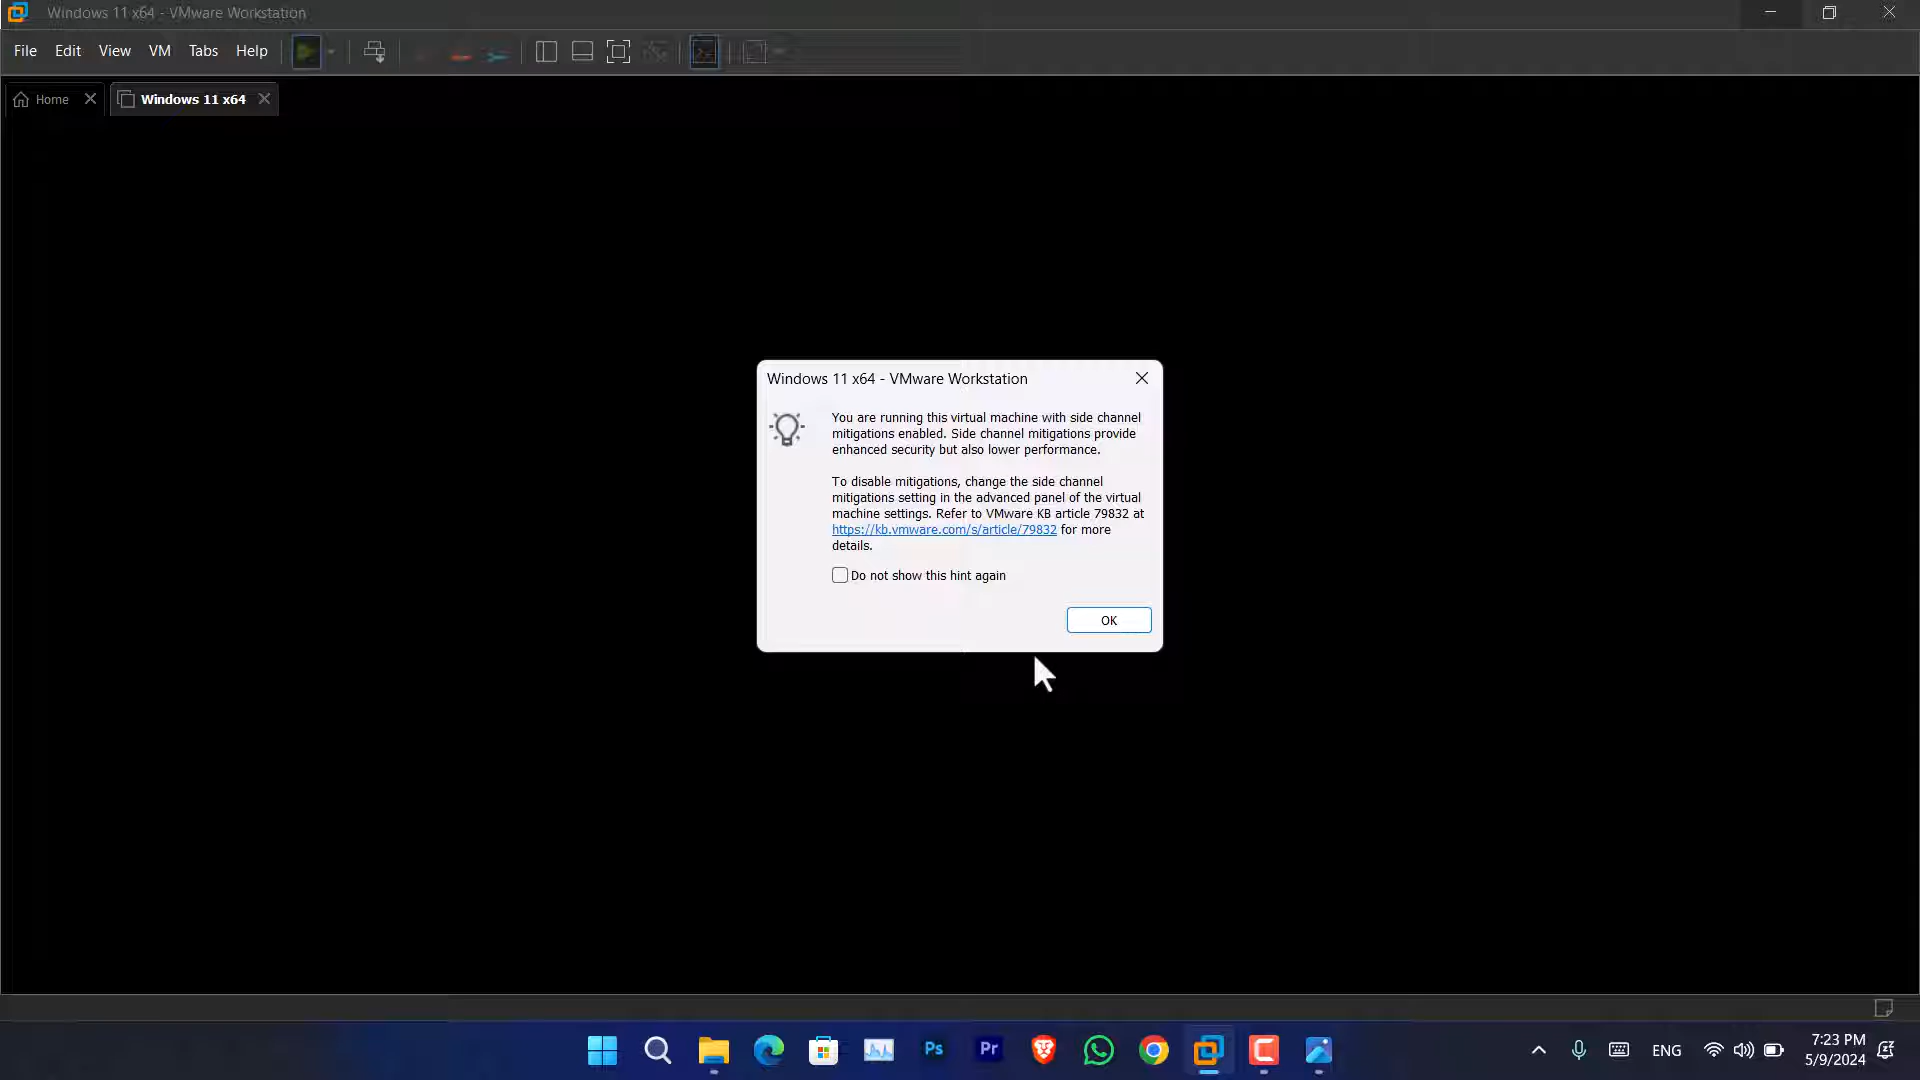 Windows 11 x64 - VMware Workstation
File Edit View VM Tabs Help
Home Windows 11 x64
Windows 11 x64 - VMware Workstation
You are running this virtual machine with side channel
mitigations enabled. Side channel mitigations provide
enhanced security but also lower performance.
To disable mitigations, change the side channel
mitigations setting in the advanced panel of the virtual
machine settings. Refer to VMware KB article 79832 at
https://kb.vmware.com/s/article/79832 for more
details.
Do not show this hint again
OK
Ps Pr ENG 7:23 PM
5/9/2024